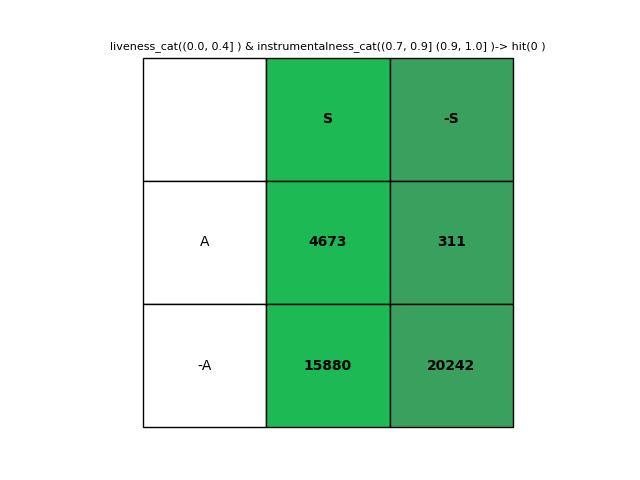 liveness_cat((0.0, 0.4] ) & instrumentalness_cat((0.7, 0.9] (0.9, 1.0] )-> hit(0 )
S -S
A 4673 311
-A 15880 20242